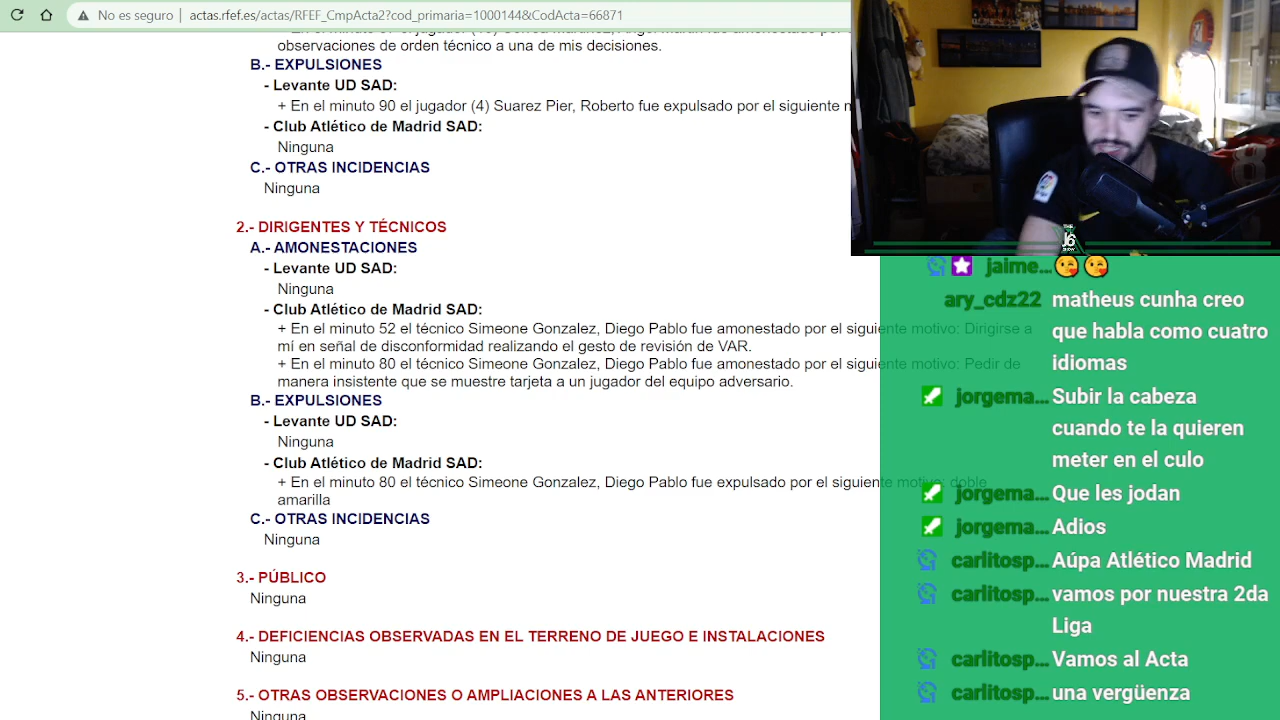 No es seguro | actas.rfef.es/actas/RFEF_CmpActa2?cod_primaria=1000144&CodActa=66871
observaciones de orden técnico a una de mis decisiones.
B.- EXPULSIONES
- Levante UD SAD:
+ En el minuto 90 el jugador (4) Suarez Pier, Roberto fue expulsado por el siguiente m
- Club Atlético de Madrid SAD:
Ninguna
C.- OTRAS INCIDENCIAS
Ninguna
2.- DIRIGENTES Y TÉCNICOS
A.- AMONESTACIONES
- Levante UD SAD:
Ninguna
- Club Atlético de Madrid SAD:
+ En el minuto 52 el técnico Simeone Gonzalez, Diego Pablo fue amonestado por el siguiente motivo: Dirigirse a
mí en señal de disconformidad realizando el gesto de revisión de VAR.
+ En el minuto 80 el técnico Simeone Gonzalez, Diego Pablo fue amonestado por el siguiente motivo: Pedir de
manera insistente que se muestre tarjeta a un jugador del equipo adversario.
B.- EXPULSIONES
- Levante UD SAD:
Ninguna
- Club Atlético de Madrid SAD:
+ En el minuto 80 el técnico Simeone Gonzalez, Diego Pablo fue expulsado por el siguiente motivo: doble
amarilla
C.- OTRAS INCIDENCIAS
Ninguna
3.- PÚBLICO
Ninguna
4.- DEFICIENCIAS OBSERVADAS EN EL TERRENO DE JUEGO E INSTALACIONES
Ninguna
5.- OTRAS OBSERVACIONES O AMPLIACIONES A LAS ANTERIORES
Ninguna
J6
jaime...
ary_cdz22 matheus cunha creo
que habla como cuatro
idiomas
jorgema... Subir la cabeza
cuando te la quieren
meter en el culo
jorgema... Que les jodan
jorgema... Adios
carlitosp... Aúpa Atlético Madrid
carlitosp... vamos por nuestra 2da
Liga
carlitosp... Vamos al Acta
carlitosp... una vergüenza